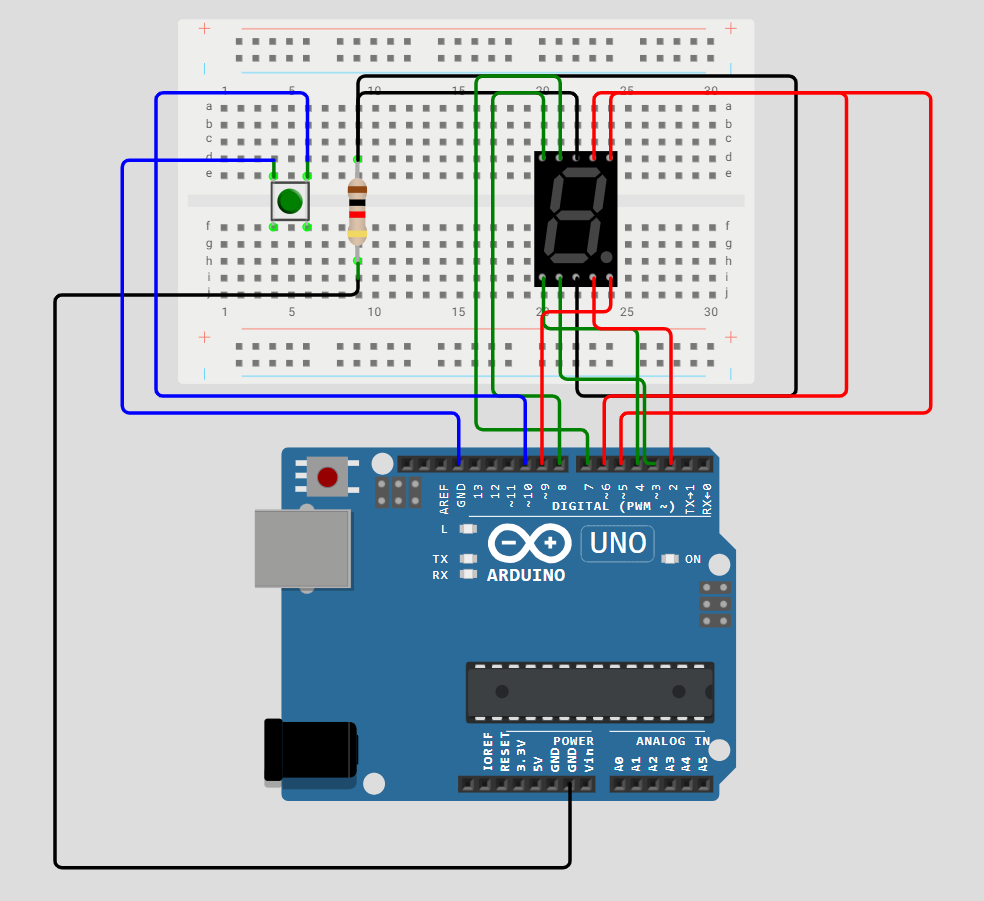 1 5 10 15 20 25 30
a a
b b
c c
d d
e e
f f
g g
h h
i i
j j
1 5 10 15 20 25 30
AREF GND 13 12 ~11 ~10 ~9 8 7 ~6 ~5 4 ~3 2 TX→1 RX←0
DIGITAL (PWM ~)
L
TX
RX
ARDUINO
UNO
ON
IOREF RESET 3.3V 5V GND GND Vin
POWER
ANALOG IN
A0 A1 A2 A3 A4 A5